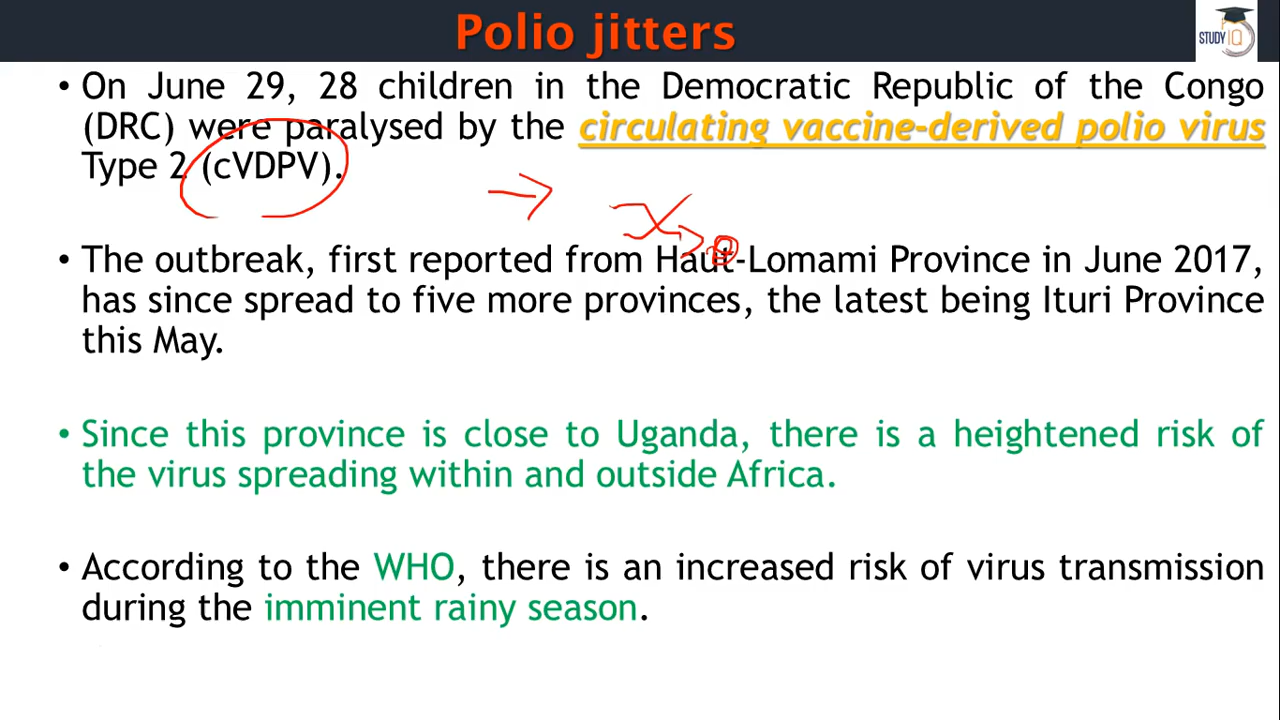 Polio jitters
STUDY IQ
• On June 29, 28 children in the Democratic Republic of the Congo
(DRC) were paralysed by the circulating vaccine-derived polio virus
Type 2 (cVDPV).
• The outbreak, first reported from Haut-Lomami Province in June 2017,
has since spread to five more provinces, the latest being Ituri Province
this May.
• Since this province is close to Uganda, there is a heightened risk of
the virus spreading within and outside Africa.
• According to the WHO, there is an increased risk of virus transmission
during the imminent rainy season.